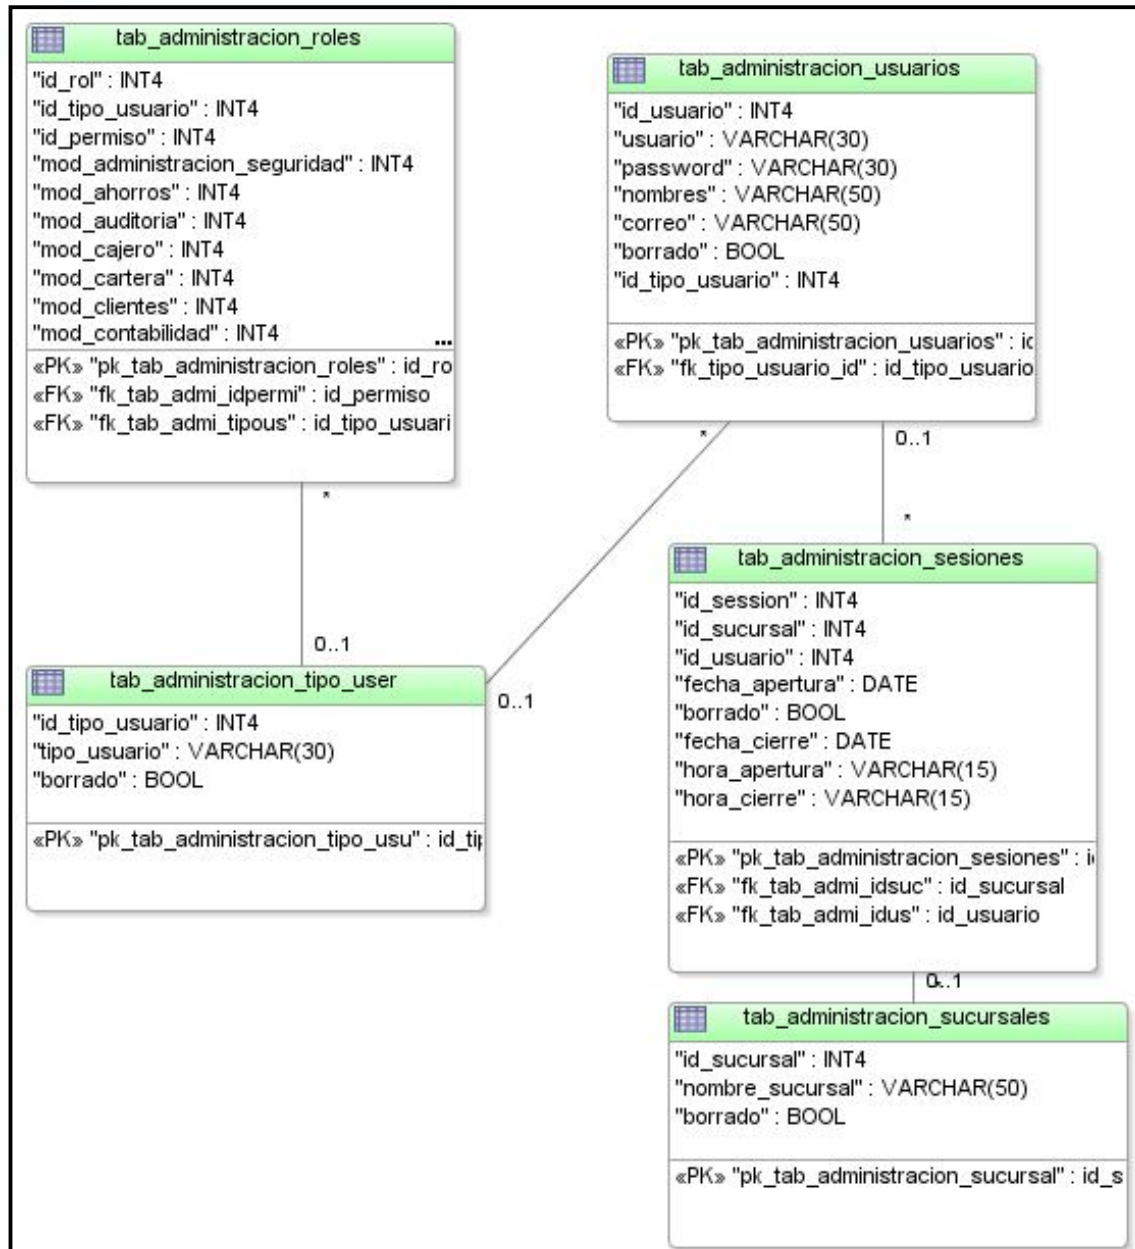 tab_administracion_roles
"id_rol" : INT4
"id_tipo_usuario" : INT4
"id_permiso" : INT4
"mod_administracion_seguridad" : INT4
"mod_ahorros" : INT4
"mod_auditoria" : INT4
"mod_cajero" : INT4
"mod_cartera" : INT4
"mod_clientes" : INT4
"mod_contabilidad" : INT4
...
«PK» "pk_tab_administracion_roles" : id_ro
«FK» "fk_tab_admi_idpermi" : id_permiso
«FK» "fk_tab_admi_tipous" : id_tipo_usuari
tab_administracion_usuarios
"id_usuario" : INT4
"usuario" : VARCHAR(30)
"password" : VARCHAR(30)
"nombres" : VARCHAR(50)
"correo" : VARCHAR(50)
"borrado" : BOOL
"id_tipo_usuario" : INT4
«PK» "pk_tab_administracion_usuarios" : id
«FK» "fk_tipo_usuario_id" : id_tipo_usuario
*
0..1
*
0..1
*
0..1
tab_administracion_tipo_user
"id_tipo_usuario" : INT4
"tipo_usuario" : VARCHAR(30)
"borrado" : BOOL
«PK» "pk_tab_administracion_tipo_usu" : id_tip
tab_administracion_sesiones
"id_session" : INT4
"id_sucursal" : INT4
"id_usuario" : INT4
"fecha_apertura" : DATE
"borrado" : BOOL
"fecha_cierre" : DATE
"hora_apertura" : VARCHAR(15)
"hora_cierre" : VARCHAR(15)
«PK» "pk_tab_administracion_sesiones" : i
«FK» "fk_tab_admi_idsuc" : id_sucursal
«FK» "fk_tab_admi_idus" : id_usuario
0..1
tab_administracion_sucursales
"id_sucursal" : INT4
"nombre_sucursal" : VARCHAR(50)
"borrado" : BOOL
«PK» "pk_tab_administracion_sucursal" : id_s